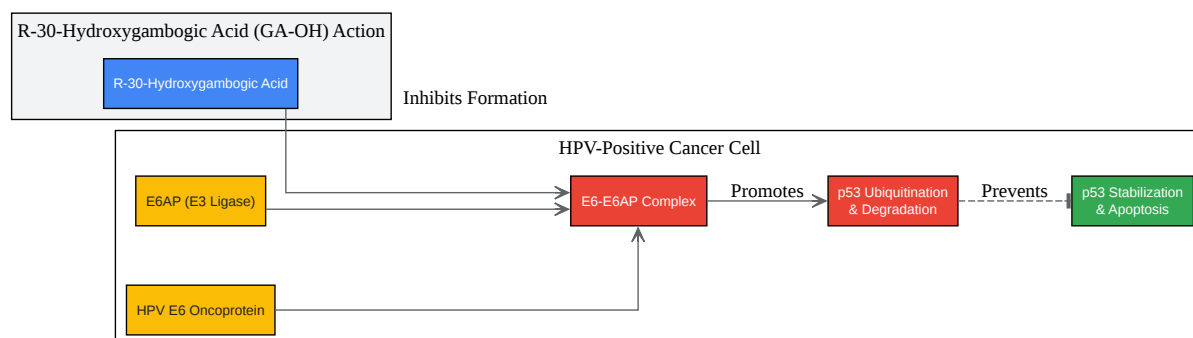 R-30-Hydroxygambogic Acid (GA-OH) Action
R-30-Hydroxygambogic Acid
Inhibits Formation
HPV-Positive Cancer Cell
E6AP (E3 Ligase)
E6-E6AP Complex
Promotes
p53 Ubiquitination
& Degradation
Prevents
p53 Stabilization
& Apoptosis
HPV E6 Oncoprotein